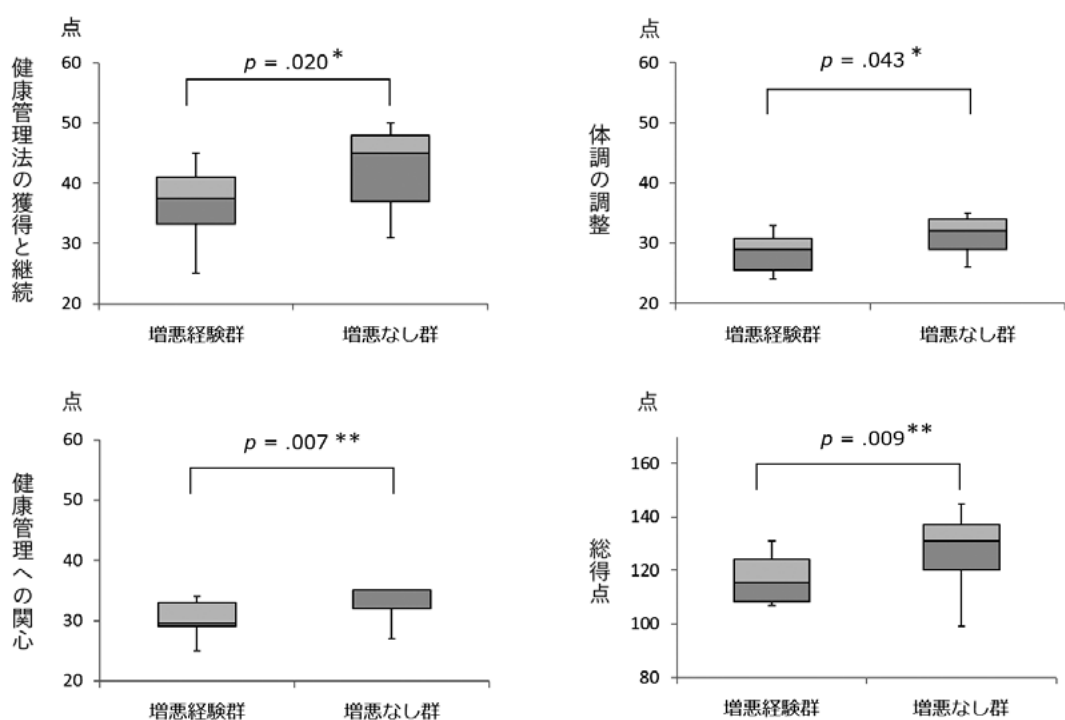 点
健康管理法の獲得と継続
p = .020 *
60
50
40
30
20
増悪経験群
増悪なし群
点
体調の調整
p = .043 *
60
50
40
30
20
増悪経験群
増悪なし群
点
健康管理への関心
p = .007 **
60
50
40
30
20
増悪経験群
増悪なし群
点
総得点
p = .009 **
160
140
120
100
80
増悪経験群
増悪なし群